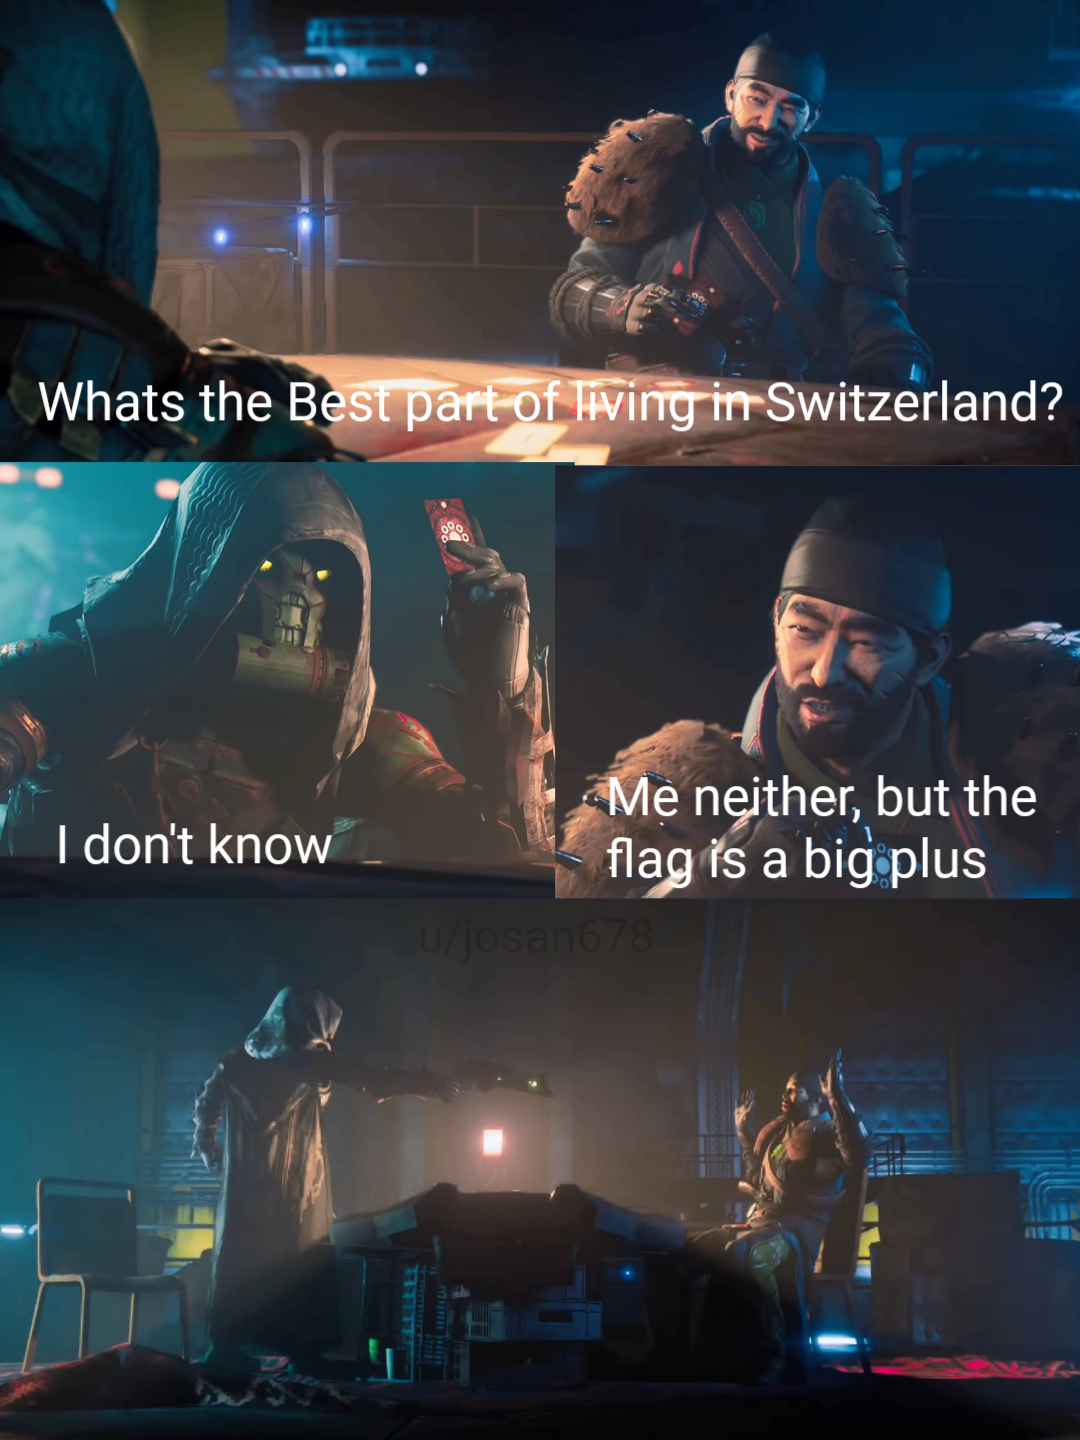 Whats the Best part of living in Switzerland?
I don't know
Me neither, but the
flag is a big plus
u/josan678